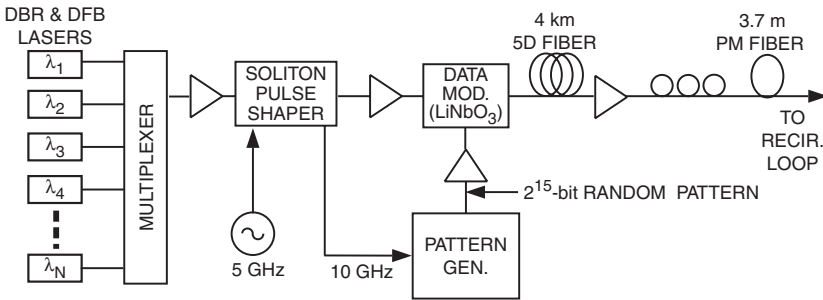 DBR & DFB
LASERS
λ1
λ2
λ3
λ4
λN
MULTIPLEXER
SOLITON
PULSE
SHAPER
5 GHz
10 GHz
DATA
MOD.
(LiNbO3)
2^15-bit RANDOM PATTERN
PATTERN
GEN.
4 km
5D FIBER
3.7 m
PM FIBER
TO
RECIR.
LOOP